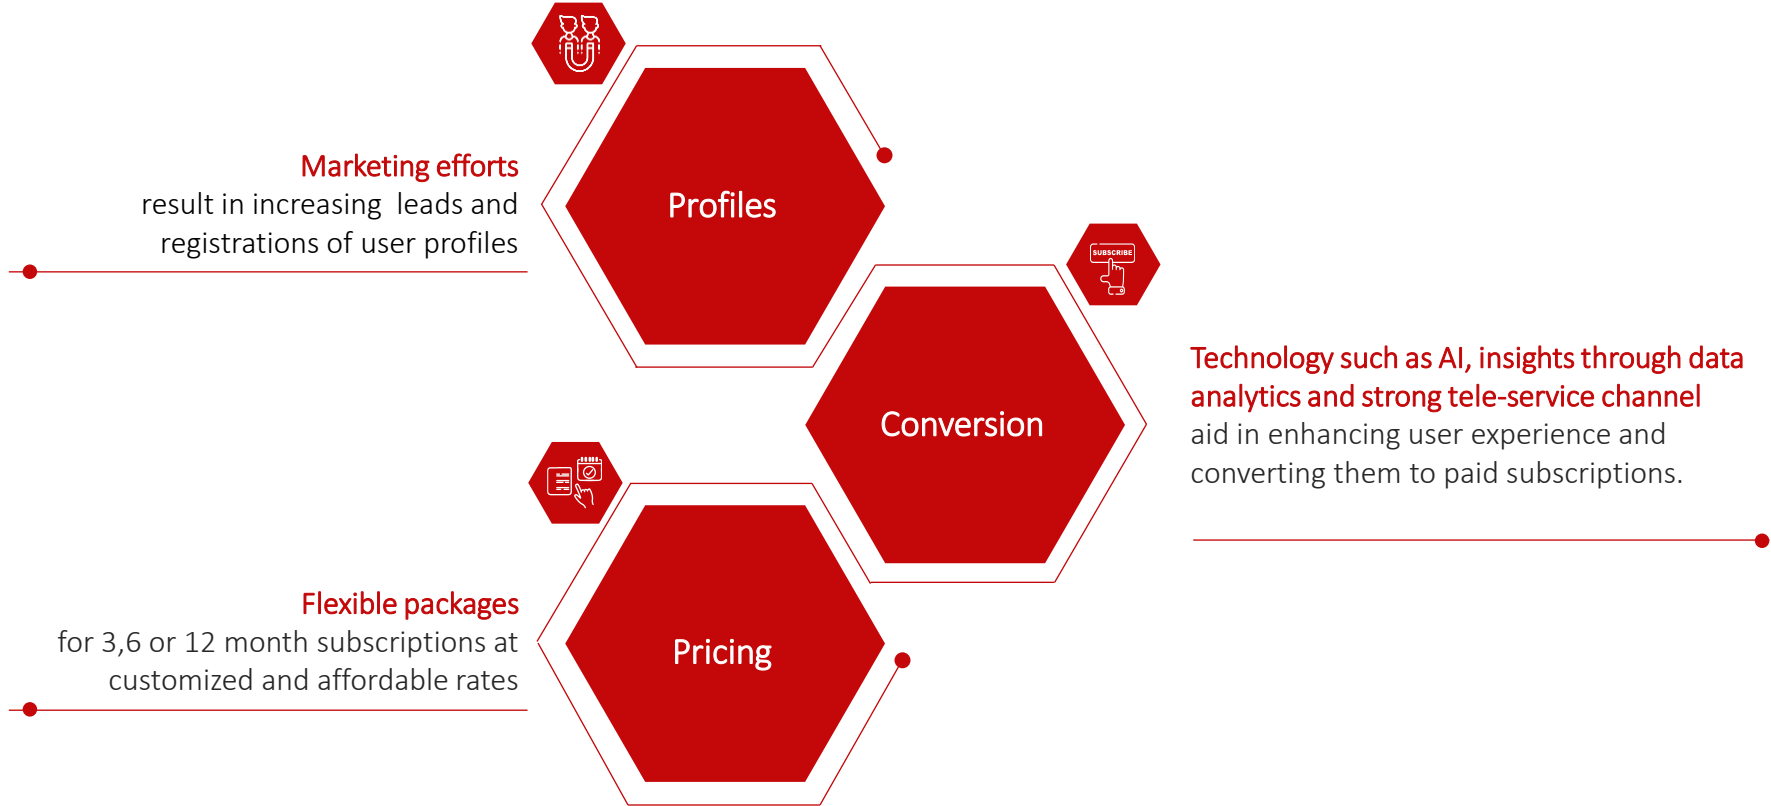 Marketing efforts
result in increasing leads and
registrations of user profiles
Profiles
SUBSCRIBE
Conversion
Technology such as AI, insights through data
analytics and strong tele-service channel
aid in enhancing user experience and
converting them to paid subscriptions.
Flexible packages
for 3,6 or 12 month subscriptions at
customized and affordable rates
Pricing